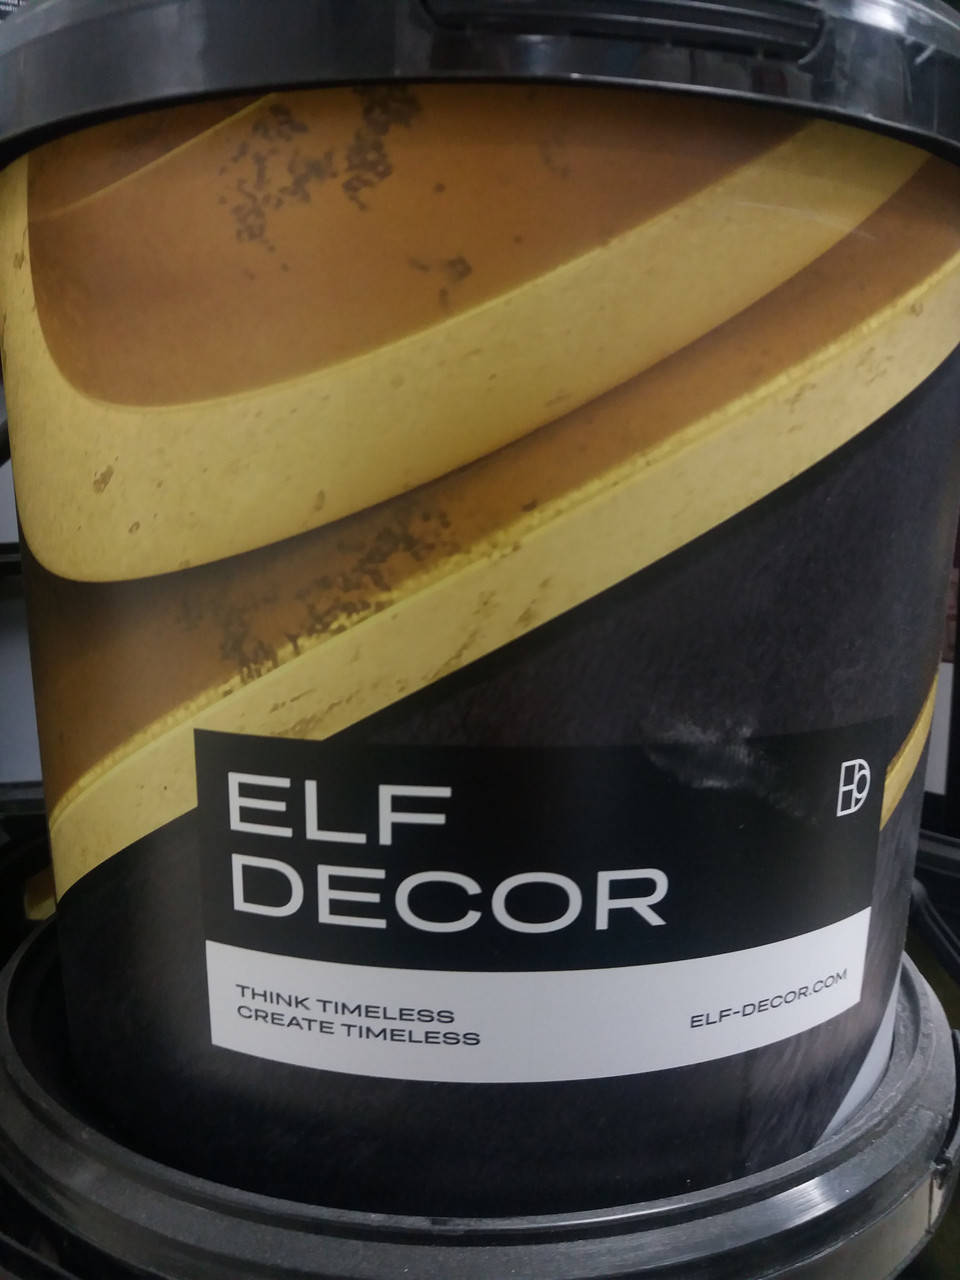 ELF
DECOR
THINK TIMELESS
CREATE TIMELESS
ELF-DECOR.COM